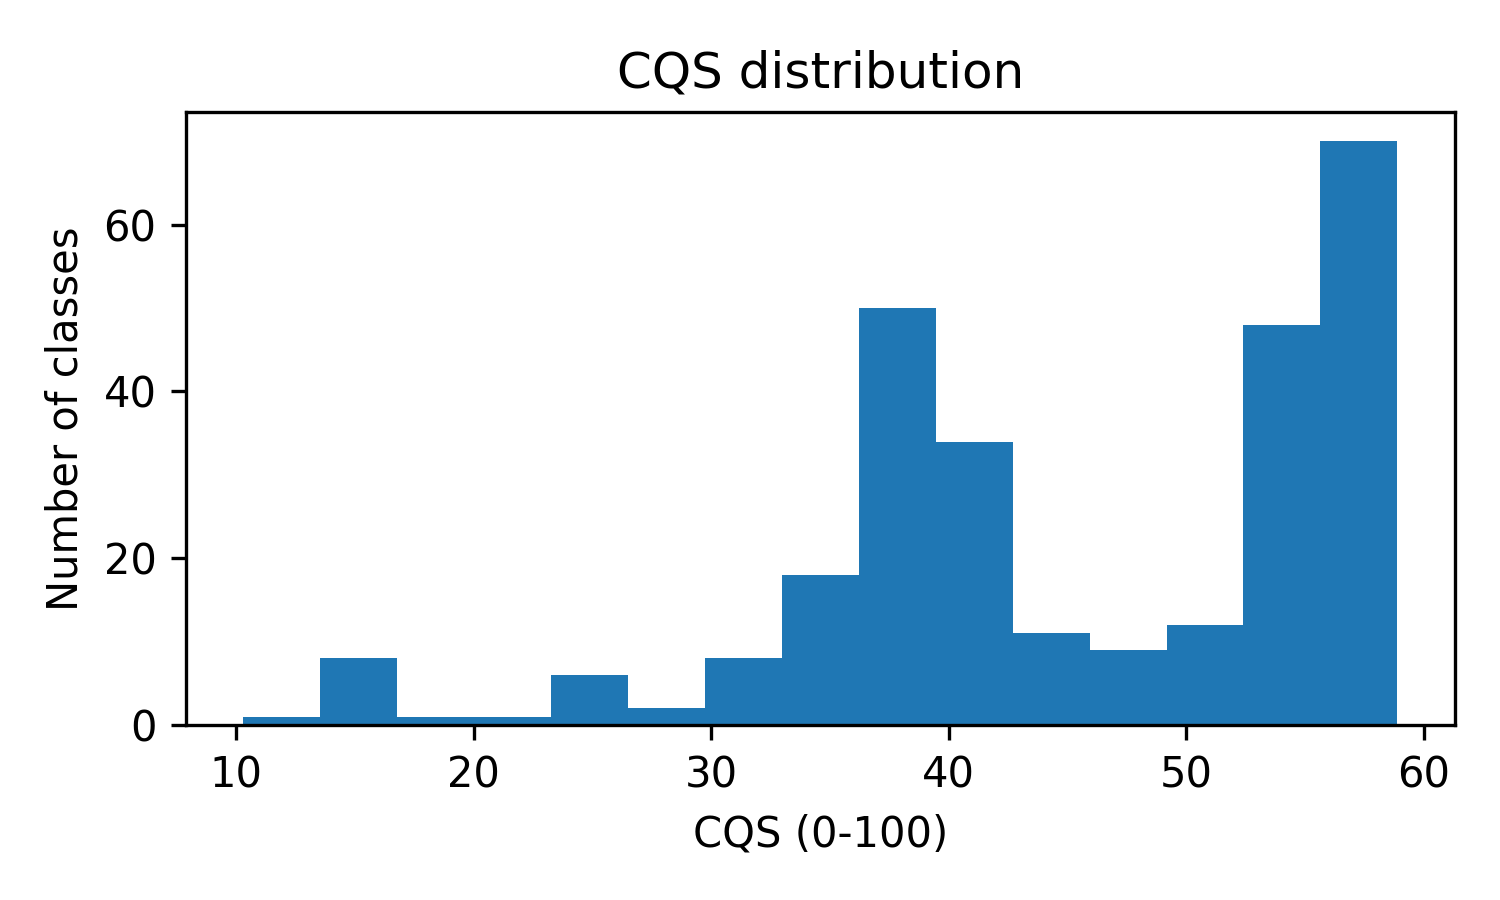 CQS distribution
Number of classes
60
40
20
0
10 20 30 40 50 60
CQS (0-100)